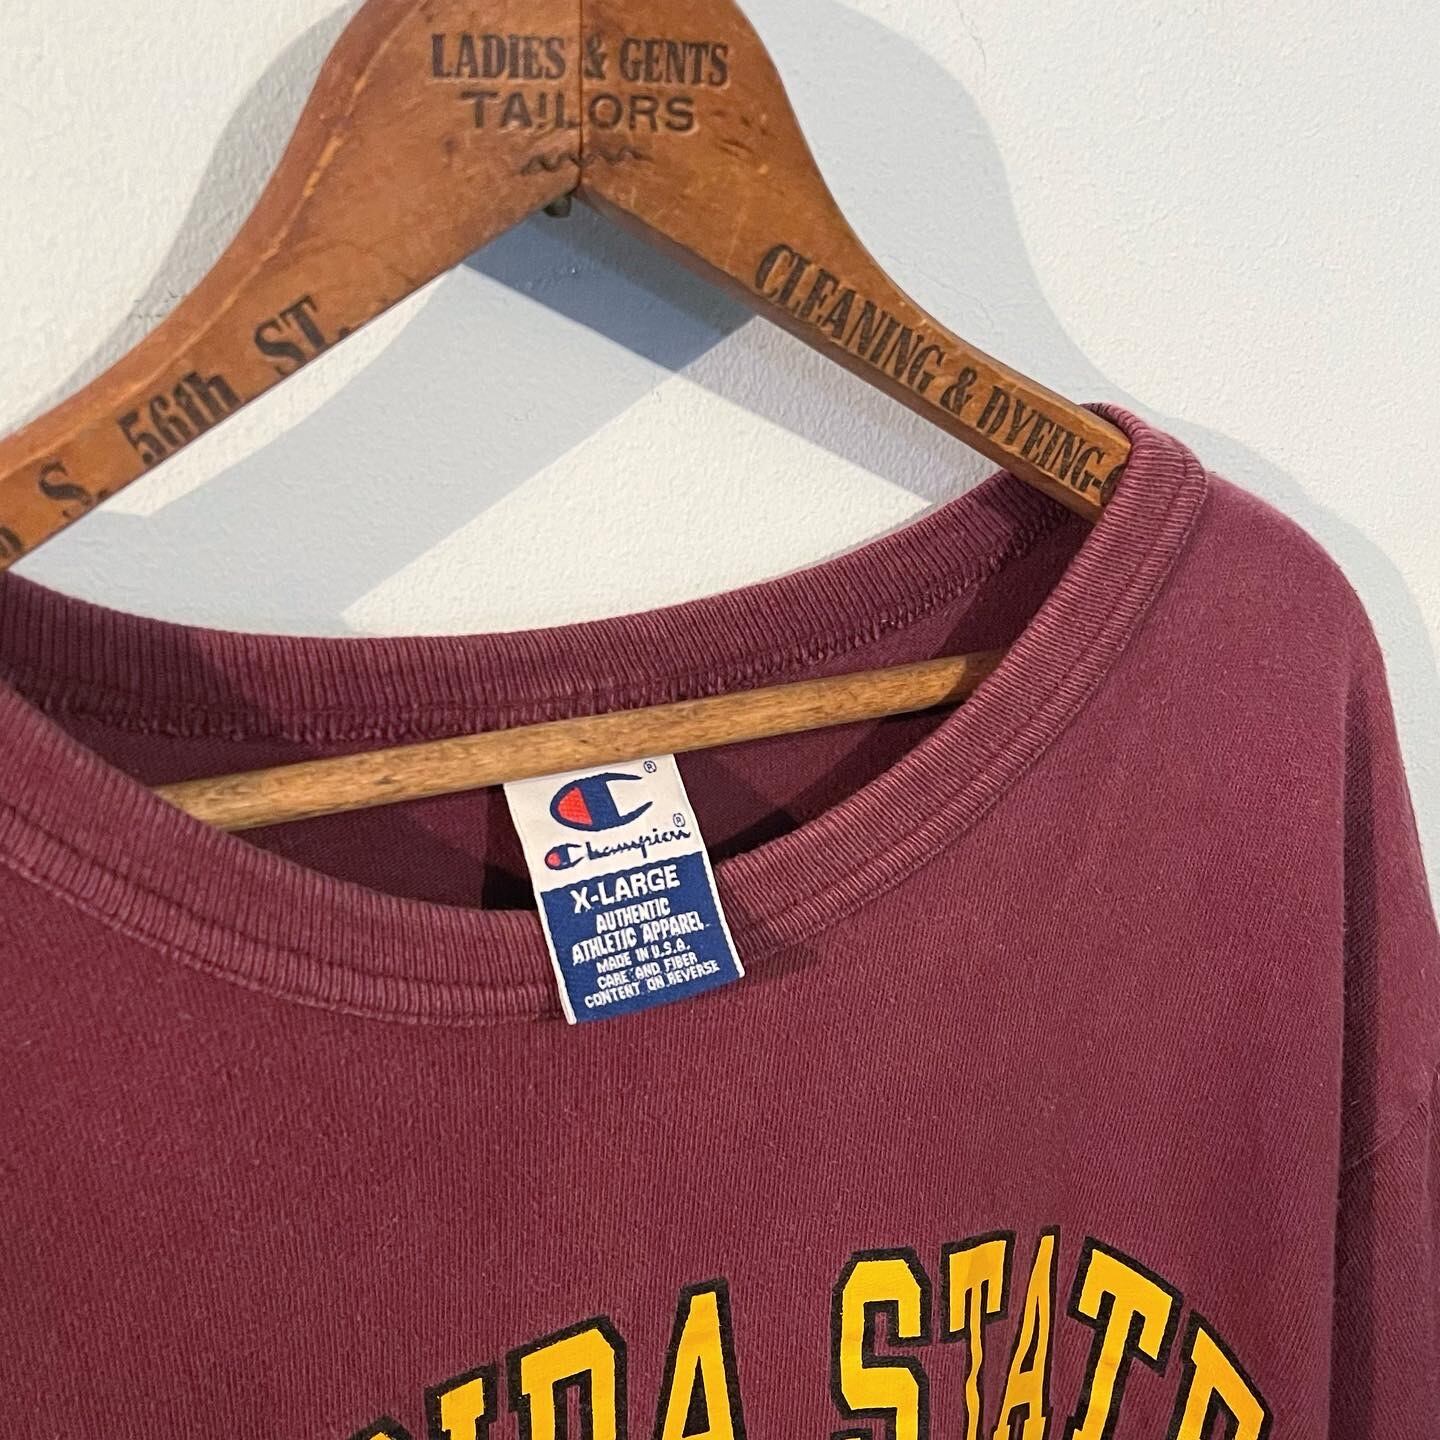 LADIES & GENTS
TAILORS
S. 56th ST.
CLEANING & DYEING
C ®
Champion ®
X-LARGE
AUTHENTIC
ATHLETIC APPAREL
MADE IN U.S.A.
CARE AND FIBER
CONTENT ON REVERSE
IDA STATE